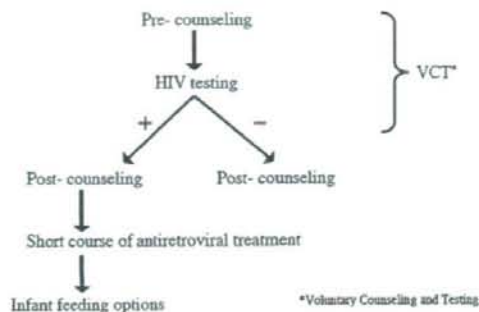 Pre- counseling
VCT*
HIV testing
+ −
Post- counseling Post- counseling
Short course of antiretroviral treatment
Infant feeding options
*Voluntary Counseling and Testing